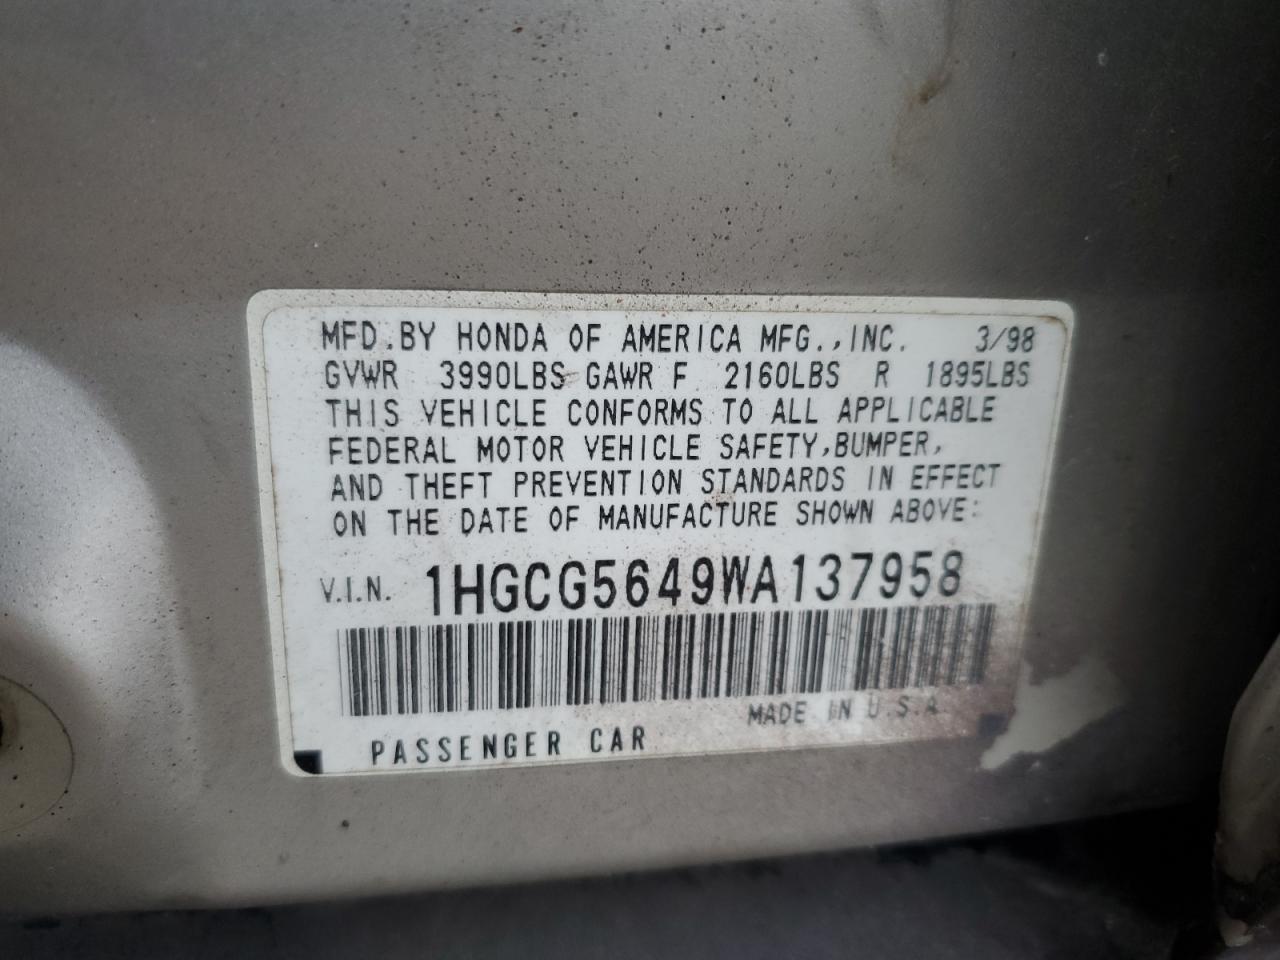 MFD.BY HONDA OF AMERICA MFG.,INC. 3/98
GVWR 3990LBS GAWR F 2160LBS R 1895LBS
THIS VEHICLE CONFORMS TO ALL APPLICABLE
FEDERAL MOTOR VEHICLE SAFETY,BUMPER,
AND THEFT PREVENTION STANDARDS IN EFFECT
ON THE DATE OF MANUFACTURE SHOWN ABOVE:
V.I.N. 1HGCG5649WA137958
MADE IN U.S.A
PASSENGER CAR